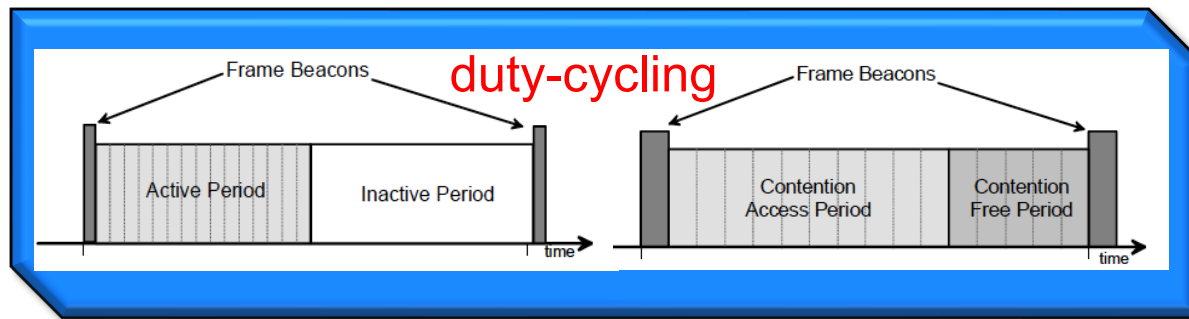 duty-cycling
Frame Beacons
Active Period
Inactive Period
time
Frame Beacons
Contention
Access Period
Contention
Free Period
time